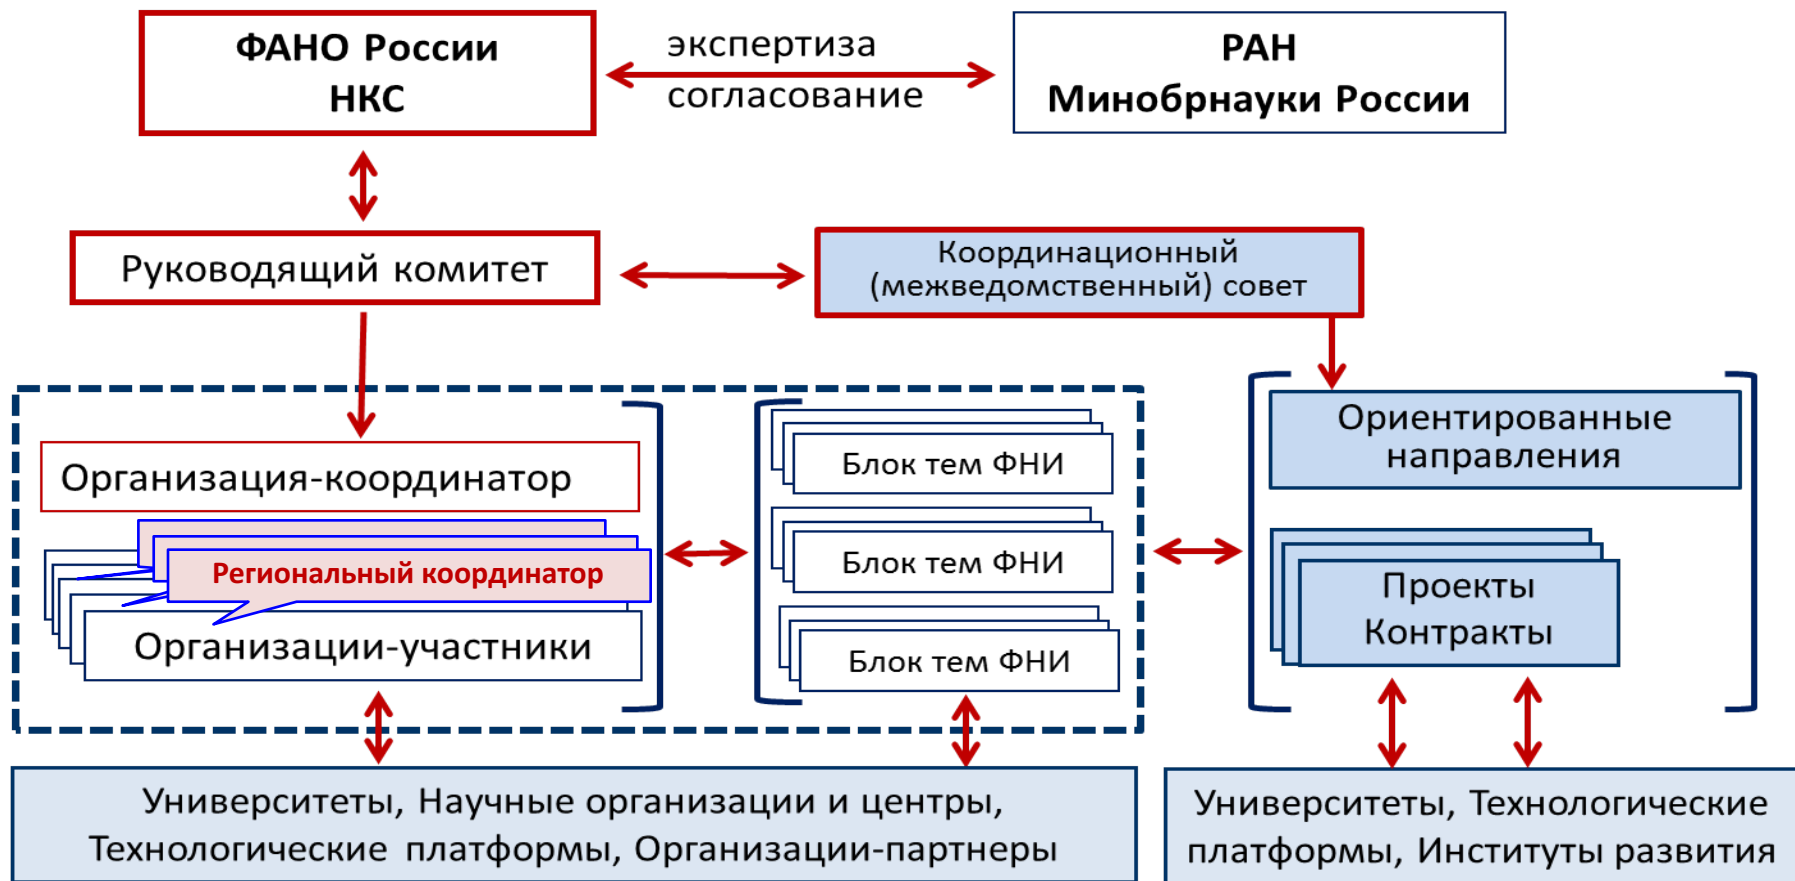 ФАНО России
НКС
экспертиза
согласование
РАН
Минобрнауки России
Руководящий комитет
Координационный
(межведомственный) совет
Организация-координатор
Региональный координатор
Организации-участники
Блок тем ФНИ
Блок тем ФНИ
Блок тем ФНИ
Ориентированные
направления
Проекты
Контракты
Университеты, Научные организации и центры,
Технологические платформы, Организации-партнеры
Университеты, Технологические
платформы, Институты развития